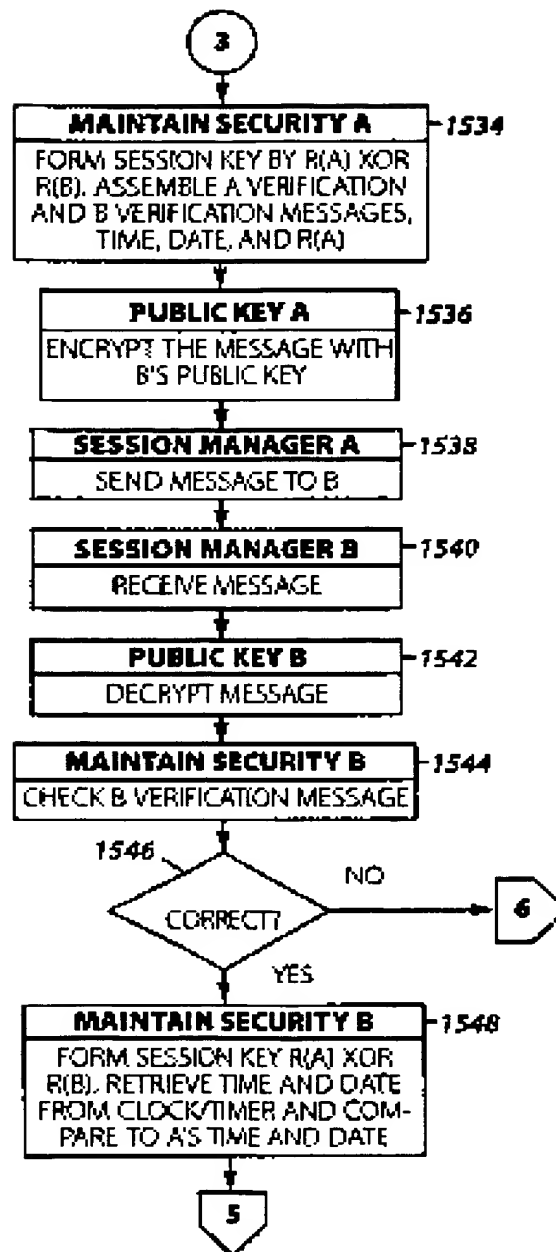 3
MAINTAIN SECURITY A
1534
FORM SESSION KEY BY R(A) XOR
R(B). ASSEMBLE A VERIFICATION
AND B VERIFICATION MESSAGES,
TIME, DATE, AND R(A)
PUBLIC KEY A
1536
ENCRYPT THE MESSAGE WITH
B'S PUBLIC KEY
SESSION MANAGER A
1538
SEND MESSAGE TO B
SESSION MANAGER B
1540
RECEIVE MESSAGE
PUBLIC KEY B
1542
DECRYPT MESSAGE
MAINTAIN SECURITY B
1544
CHECK B VERIFICATION MESSAGE
1546
CORRECT?
NO
6
YES
MAINTAIN SECURITY B
1548
FORM SESSION KEY R(A) XOR
R(B). RETRIEVE TIME AND DATE
FROM CLOCK/TIMER AND COM-
PARE TO A'S TIME AND DATE
5